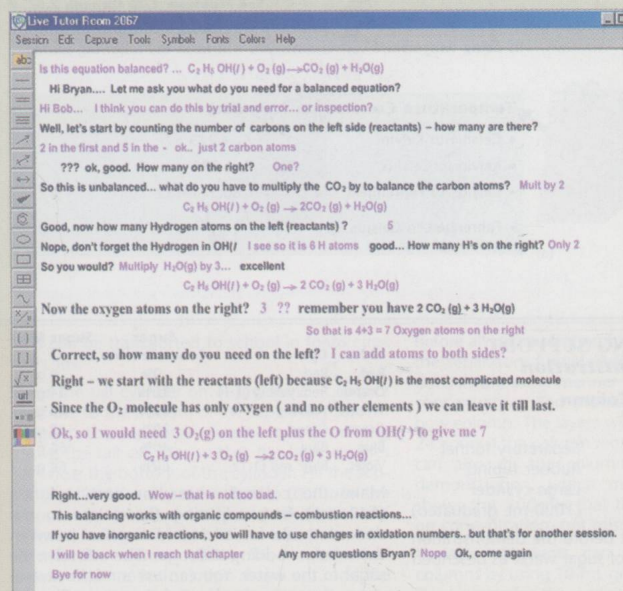 Live Tutor Room 2067
Session Edit Capture Tools Symbols Fonts Colors Help
abc
Is this equation balanced? ... C₂ H₅ OH(l) + O₂ (g)→CO₂ (g) + H₂O(g)
Hi Bryan.... Let me ask you what do you need for a balanced equation?
Hi Bob... I think you can do this by trial and error... or inspection?
Well, let's start by counting the number of carbons on the left side (reactants) – how many are there?
2 in the first and 5 in the - ok.. just 2 carbon atoms
??? ok, good. How many on the right? One?
So this is unbalanced... what do you have to multiply the CO₂ by to balance the carbon atoms? Mult by 2
C₂ H₅ OH(l) + O₂ (g) → 2CO₂ (g) + H₂O(g)
Good, now how many Hydrogen atoms on the left (reactants) ? 5
Nope, don't forget the Hydrogen in OH(l I see so it is 6 H atoms good... How many H's on the right? Only 2
So you would? Multiply H₂O(g) by 3... excellent
C₂ H₅ OH(l) + O₂ (g) → 2 CO₂ (g) + 3 H₂O(g)
Now the oxygen atoms on the right? 3 ?? remember you have 2 CO₂ (g) + 3 H₂O(g)
So that is 4+3 = 7 Oxygen atoms on the right
Correct, so how many do you need on the left? I can add atoms to both sides?
Right – we start with the reactants (left) because C₂ H₅ OH(l) is the most complicated molecule
Since the O₂ molecule has only oxygen ( and no other elements ) we can leave it till last.
Ok, so I would need 3 O₂(g) on the left plus the O from OH(l) to give me 7
C₂ H₅ OH(l) + 3 O₂ (g) →2 CO₂ (g) + 3 H₂O(g)
Right...very good. Wow – that is not too bad.
This balancing works with organic compounds – combustion reactions...
If you have inorganic reactions, you will have to use changes in oxidation numbers.. but that's for another session.
I will be back when I reach that chapter Any more questions Bryan? Nope Ok, come again
Bye for now
url